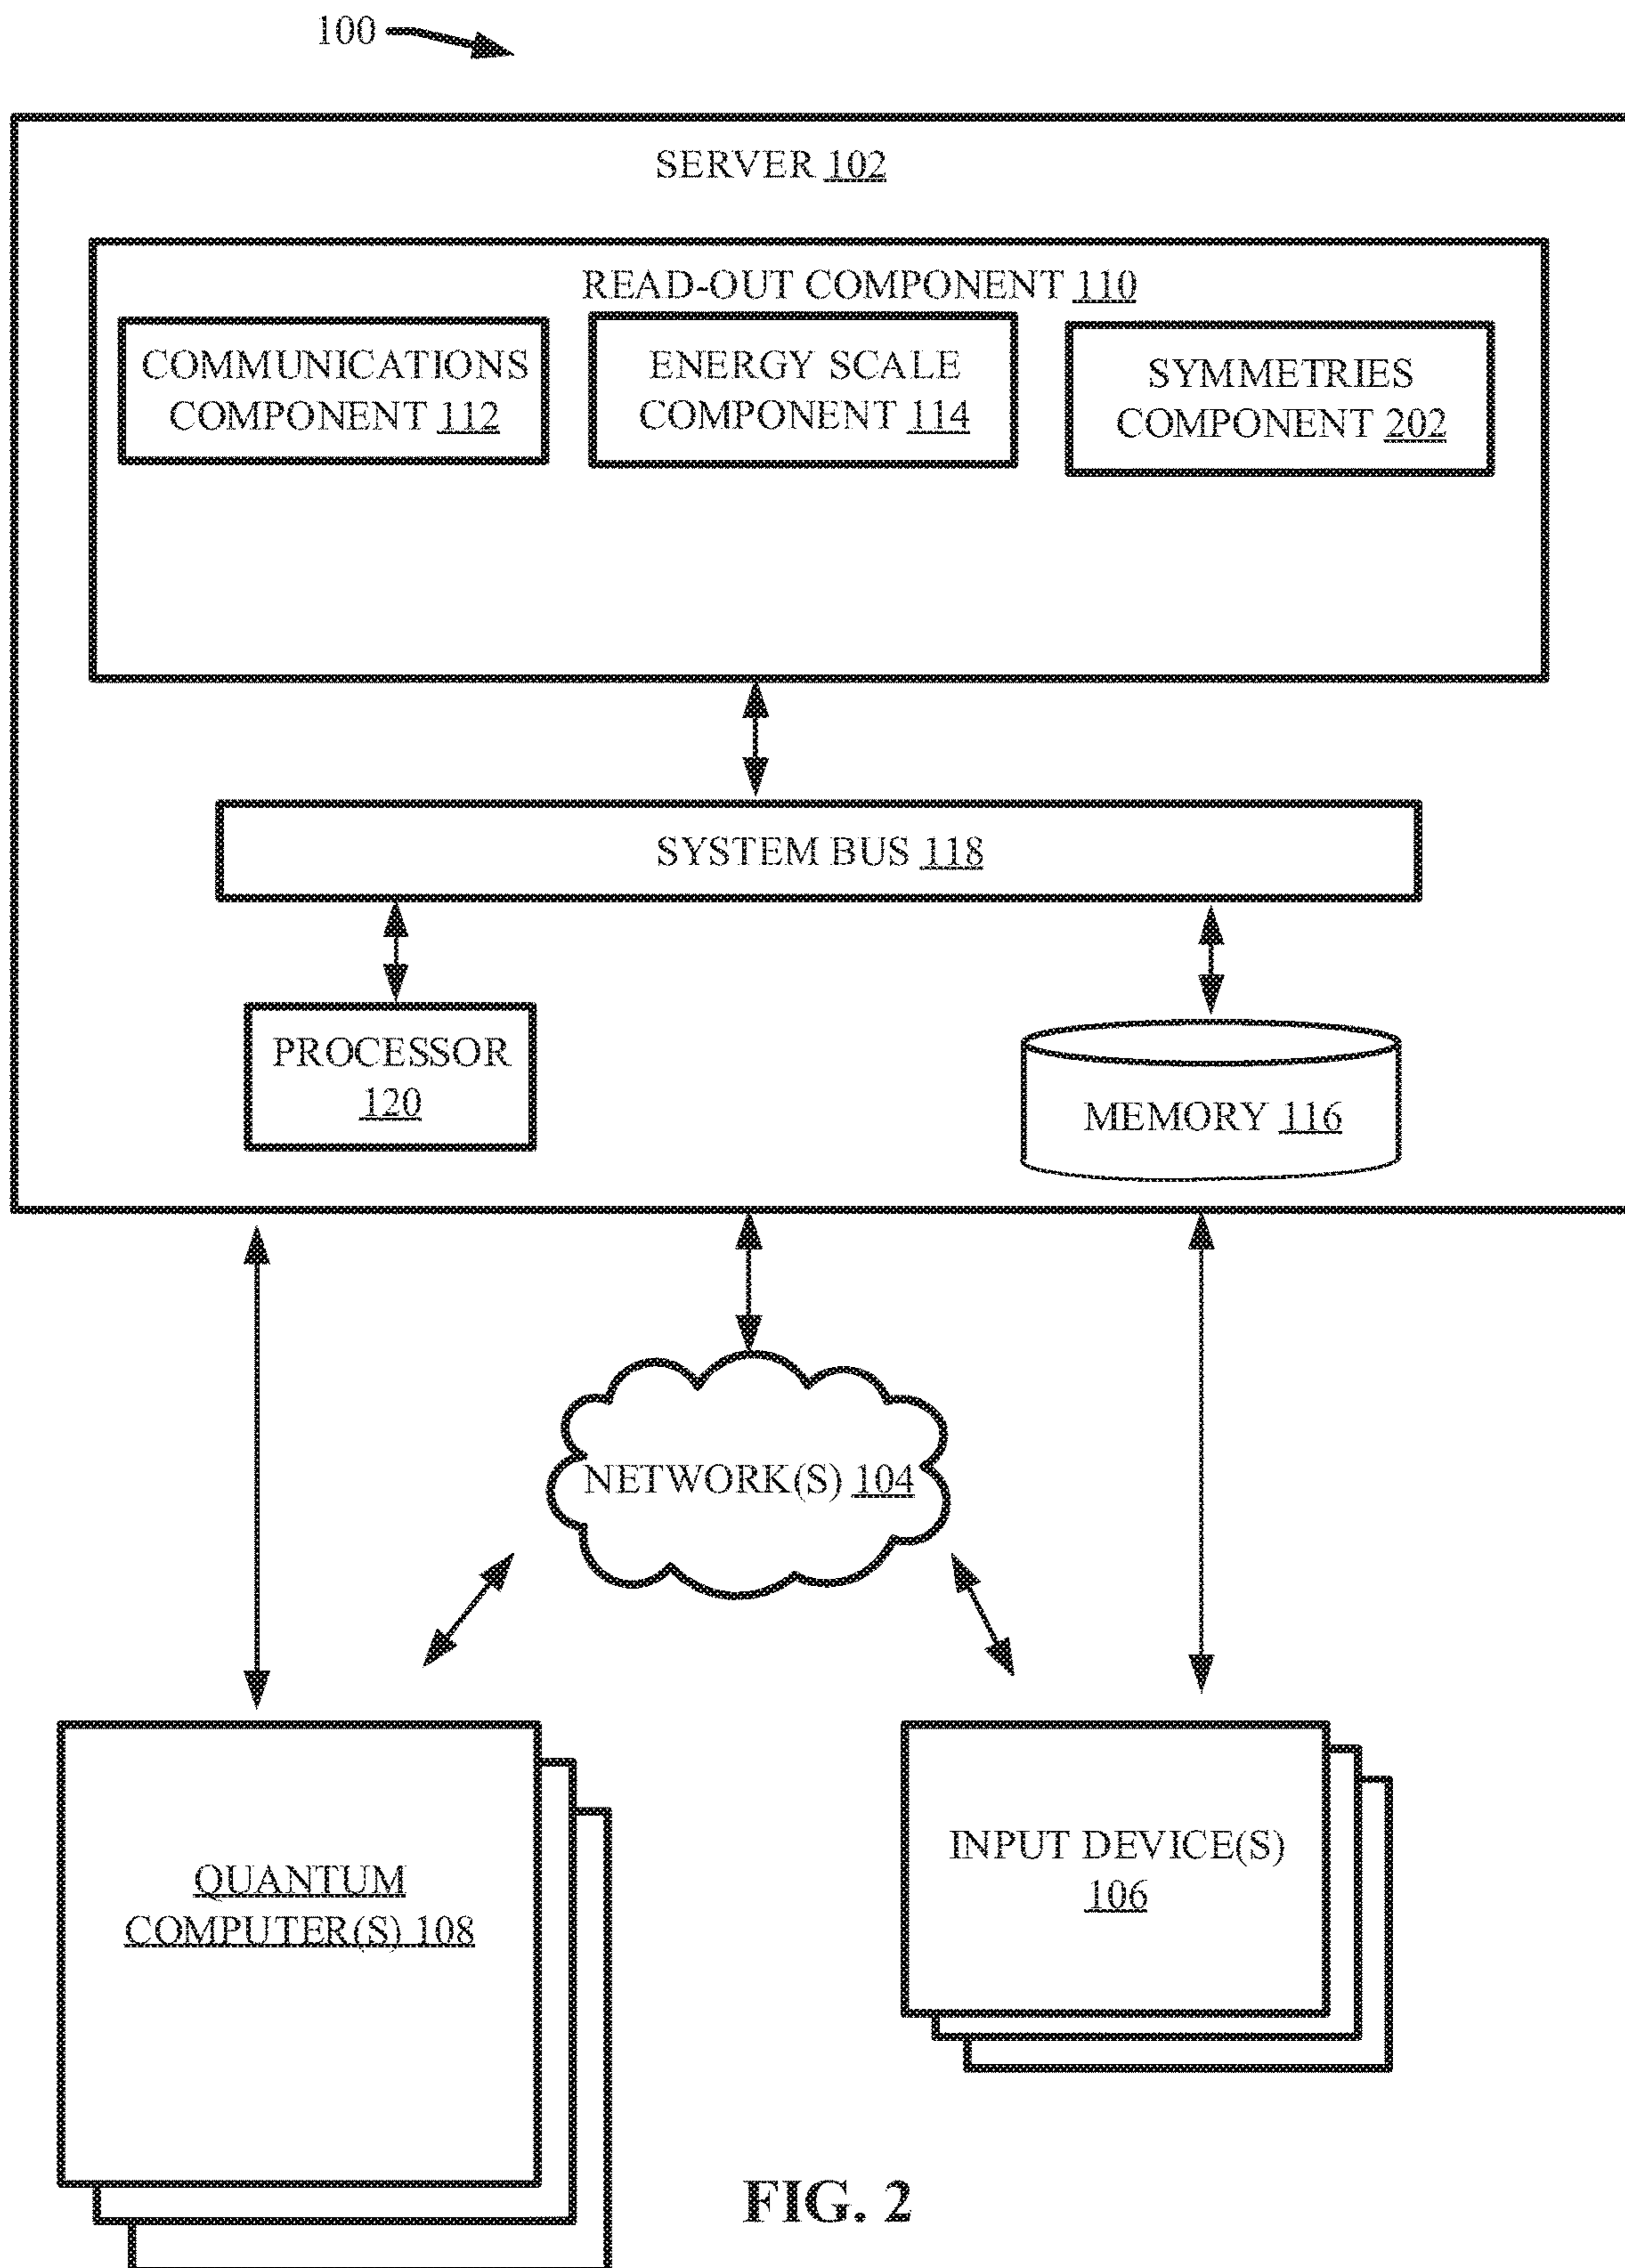 100
SERVER 102
READ-OUT COMPONENT 110
COMMUNICATIONS
COMPONENT 112
ENERGY SCALE
COMPONENT 114
SYMMETRIES
COMPONENT 202
SYSTEM BUS 118
PROCESSOR
120
MEMORY 116
NETWORK(S) 104
QUANTUM
COMPUTER(S) 108
INPUT DEVICE(S)
106
FIG. 2